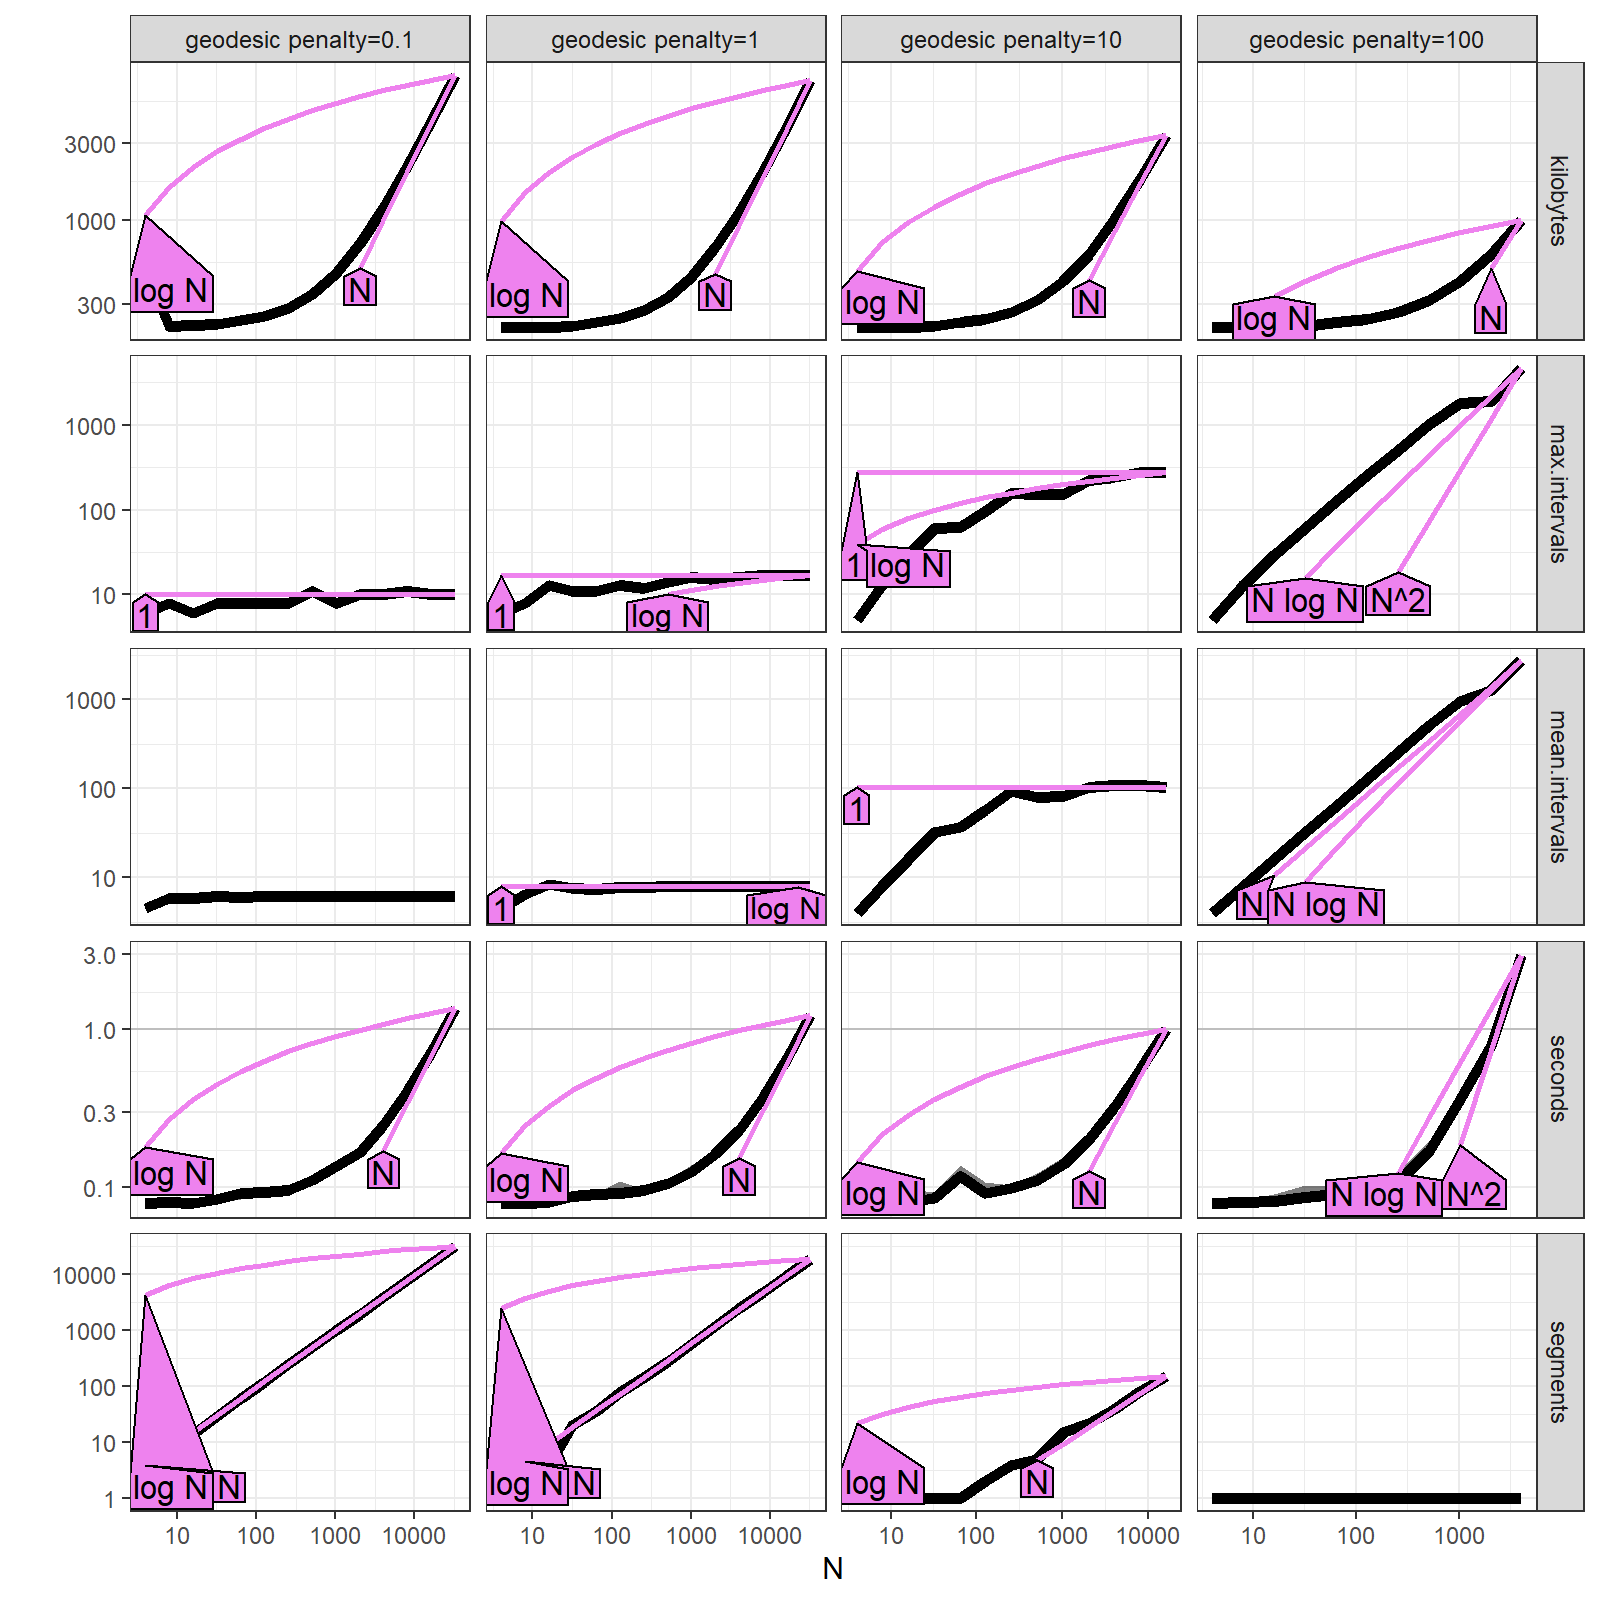 geodesic penalty=0.1 geodesic penalty=1 geodesic penalty=10 geodesic penalty=100
3000
1000
300
log N N log N N log N N log N N
kilobytes
1000
100
10
1 1 log N 1 log N N log N N^2
max.intervals
1000
100
10
1 log N 1 N N log N
mean.intervals
3.0
1.0
0.3
0.1
log N N log N N log N N N log N N^2
seconds
10000
1000
100
10
1
log N N log N N log N N
segments
10 100 1000 10000 10 100 1000 10000 10 100 1000 10000 10 100 1000
N